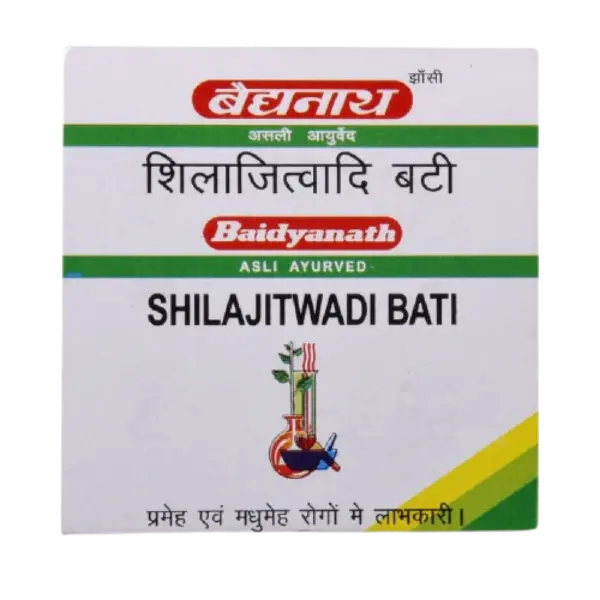 झाँसी
बैद्यनाथ
असली आयुर्वेद
शिलाजित्वादि बटी
Baidyanath
ASLI AYURVED
SHILAJITWADI BATI
प्रमेह एवं मधुमेह रोगों मे लाभकारी।